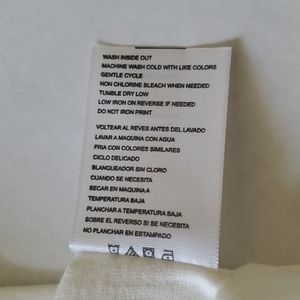 WASH INSIDE OUT
MACHINE WASH COLD WITH LIKE COLORS
GENTLE CYCLE
NON CHLORINE BLEACH WHEN NEEDED
TUMBLE DRY LOW
LOW IRON ON REVERSE IF NEEDED
DO NOT IRON PRINT
VOLTEAR AL REVES ANTES DEL LAVADO
LAVAR A MAQUINA CON AGUA
FRIA CON COLORES SIMILARES
CICLO DELICADO
BLANQUEADOR SIN CLORO
CUANDO SE NECESITA
SECAR EN MAQUINA A
TEMPERATURA BAJA
PLANCHAR A TEMPERATURA BAJA
SOBRE EL REVERSO SI SE NECESITA
NO PLANCHAR EN ESTAMPADO